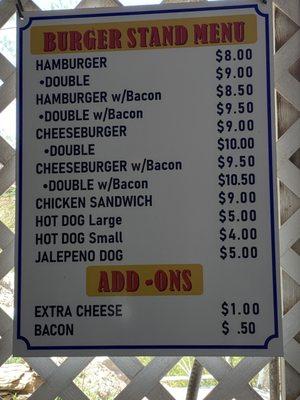 BURGER STAND MENU
HAMBURGER $8.00
•DOUBLE $9.00
HAMBURGER w/Bacon $8.50
•DOUBLE w/Bacon $9.50
CHEESEBURGER $9.00
•DOUBLE $10.00
CHEESEBURGER w/Bacon $9.50
•DOUBLE w/Bacon $10.50
CHICKEN SANDWICH $9.00
HOT DOG Large $5.00
HOT DOG Small $4.00
JALEPENO DOG $5.00
ADD -ONS
EXTRA CHEESE $1.00
BACON $ .50